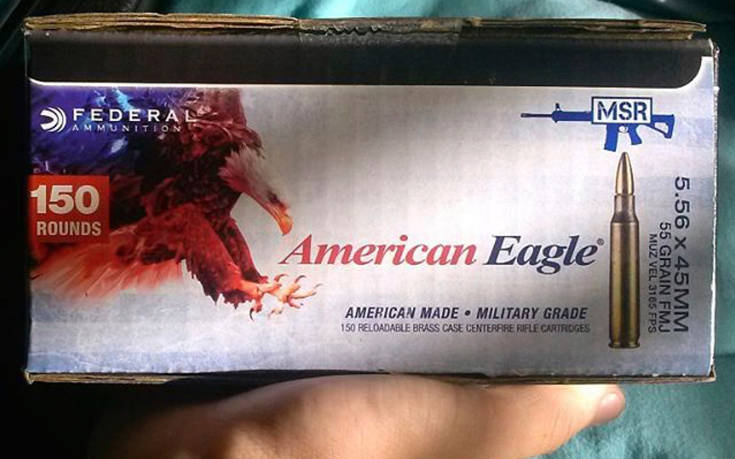 FEDERAL
AMMUNITION
MSR
150
ROUNDS
American Eagle®
AMERICAN MADE • MILITARY GRADE
150 RELOADABLE BRASS CASE CENTERFIRE RIFLE CARTRIDGES
5.56 x 45MM
55 GRAIN FMJ
MUZ VEL 3165 FPS